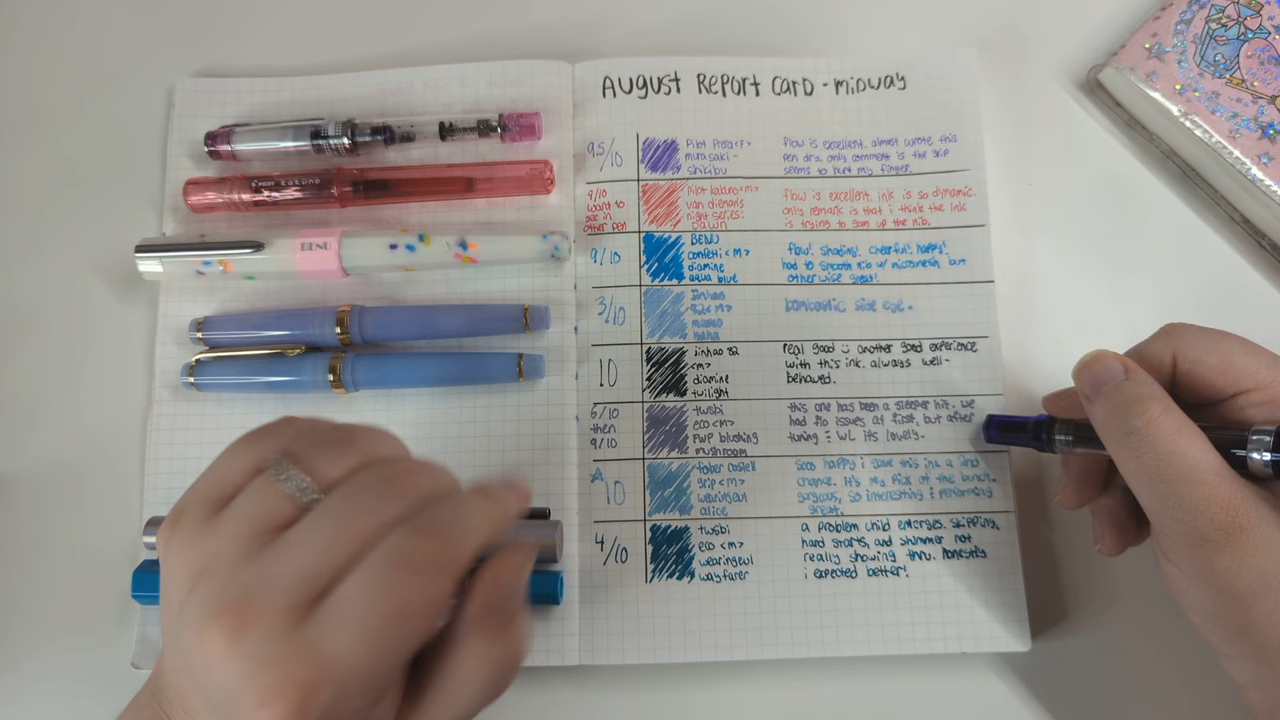 August Report Card - midway
PILOT kakuno
BENU
9.5/10
Pilot Prera <F>
murasaki-
shikibu
flow is excellent. almost wrote this
pen dry. only comment is the grip
seems to hurt my finger.
9/10
want to
see in
other pen
Pilot kakuno <m>
van dieman's
night series:
Dawn
flow is excellent. ink is so dynamic.
only remark is that i think the ink
is trying to gum up the nib.
9/10
BENU
confetti <M>
diamine
aqua blue
flow! shading! cheerful! happy!
had to smooth nib w/ micromesh but
otherwise great!
3/10
Jinhao
82 <M>
bombastic side eye.
10
Jinhao 82
<M>
diamine
twilight
real good :) another good experience
with this ink. always well-
behaved.
6/10
then
9/10
twsbi
eco <M>
FWP blushing
mushroom
this one has been a sleeper hit. we
had flo issues at first, but after
tuning & WL its lovely.
☆10
faber castell
grip <M>
wearingeul
alice
sooo happy i gave this ink a 2nd
chance. it's my pick of the bunch.
gorgeous, so interesting & performing
great.
4/10
twsbi
eco <M>
wearingeul
wayfarer
a problem child emerges. skipping,
hard starts, and shimmer not
really showing thru. honestly
i expected better!